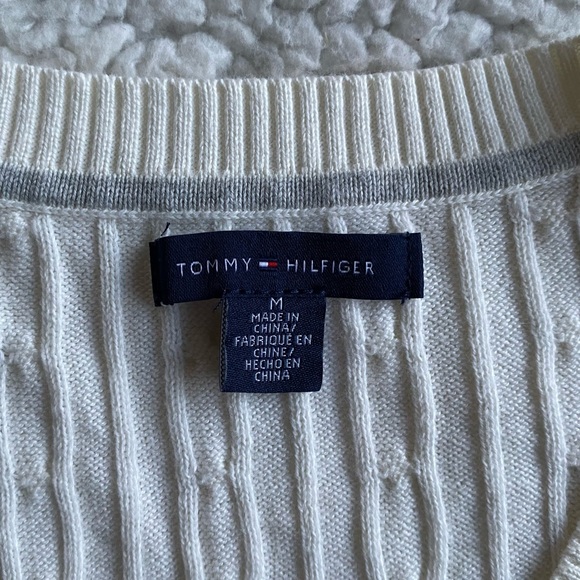 TOMMY HILFIGER
M
MADE IN
CHINA/
FABRIQUÉ EN
CHINE/
HECHO EN
CHINA